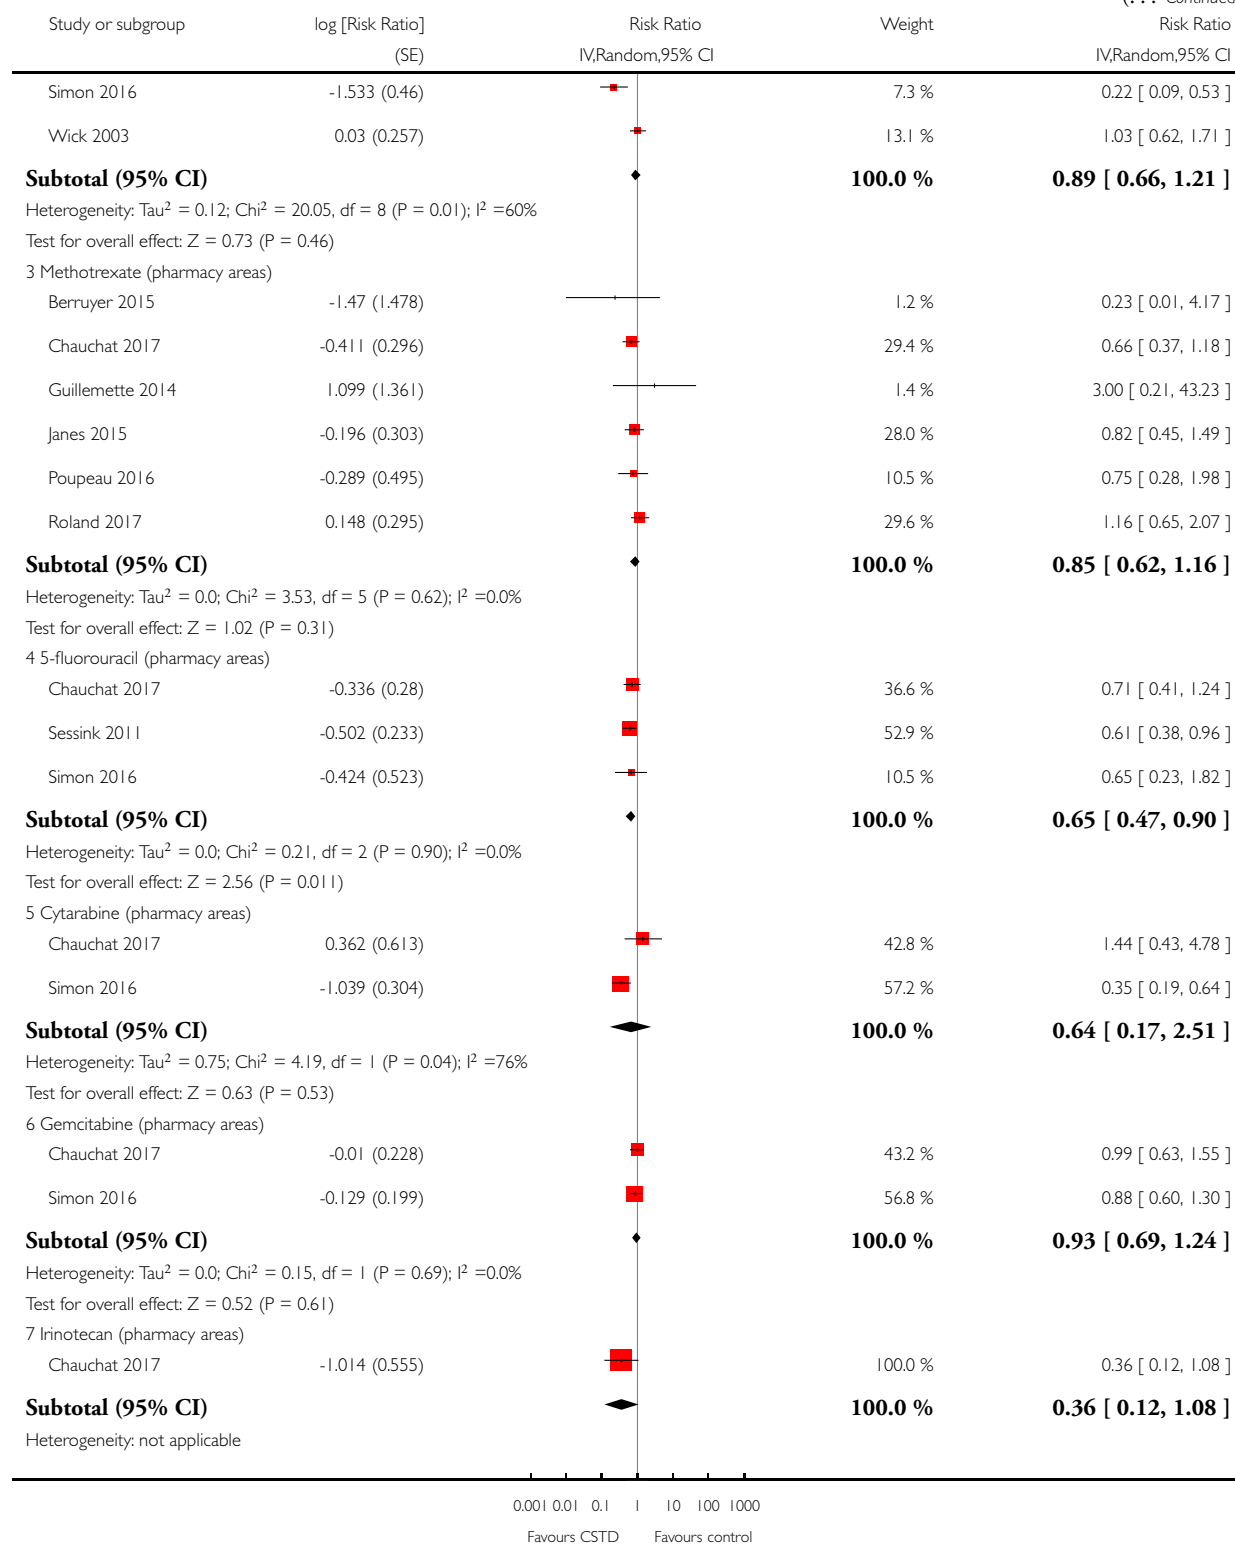 (. . . Continued
Study or subgroup log [Risk Ratio] Risk Ratio Weight Risk Ratio
(SE) IV,Random,95% CI IV,Random,95% CI
Simon 2016 -1.533 (0.46) 7.3 % 0.22 [ 0.09, 0.53 ]
Wick 2003 0.03 (0.257) 13.1 % 1.03 [ 0.62, 1.71 ]
Subtotal (95% CI) 100.0 % 0.89 [ 0.66, 1.21 ]
Heterogeneity: Tau² = 0.12; Chi² = 20.05, df = 8 (P = 0.01); I² =60%
Test for overall effect: Z = 0.73 (P = 0.46)
3 Methotrexate (pharmacy areas)
Berruyer 2015 -1.47 (1.478) 1.2 % 0.23 [ 0.01, 4.17 ]
Chauchat 2017 -0.411 (0.296) 29.4 % 0.66 [ 0.37, 1.18 ]
Guillemette 2014 1.099 (1.361) 1.4 % 3.00 [ 0.21, 43.23 ]
Janes 2015 -0.196 (0.303) 28.0 % 0.82 [ 0.45, 1.49 ]
Poupeau 2016 -0.289 (0.495) 10.5 % 0.75 [ 0.28, 1.98 ]
Roland 2017 0.148 (0.295) 29.6 % 1.16 [ 0.65, 2.07 ]
Subtotal (95% CI) 100.0 % 0.85 [ 0.62, 1.16 ]
Heterogeneity: Tau² = 0.0; Chi² = 3.53, df = 5 (P = 0.62); I² =0.0%
Test for overall effect: Z = 1.02 (P = 0.31)
4 5-fluorouracil (pharmacy areas)
Chauchat 2017 -0.336 (0.28) 36.6 % 0.71 [ 0.41, 1.24 ]
Sessink 2011 -0.502 (0.233) 52.9 % 0.61 [ 0.38, 0.96 ]
Simon 2016 -0.424 (0.523) 10.5 % 0.65 [ 0.23, 1.82 ]
Subtotal (95% CI) 100.0 % 0.65 [ 0.47, 0.90 ]
Heterogeneity: Tau² = 0.0; Chi² = 0.21, df = 2 (P = 0.90); I² =0.0%
Test for overall effect: Z = 2.56 (P = 0.011)
5 Cytarabine (pharmacy areas)
Chauchat 2017 0.362 (0.613) 42.8 % 1.44 [ 0.43, 4.78 ]
Simon 2016 -1.039 (0.304) 57.2 % 0.35 [ 0.19, 0.64 ]
Subtotal (95% CI) 100.0 % 0.64 [ 0.17, 2.51 ]
Heterogeneity: Tau² = 0.75; Chi² = 4.19, df = 1 (P = 0.04); I² =76%
Test for overall effect: Z = 0.63 (P = 0.53)
6 Gemcitabine (pharmacy areas)
Chauchat 2017 -0.01 (0.228) 43.2 % 0.99 [ 0.63, 1.55 ]
Simon 2016 -0.129 (0.199) 56.8 % 0.88 [ 0.60, 1.30 ]
Subtotal (95% CI) 100.0 % 0.93 [ 0.69, 1.24 ]
Heterogeneity: Tau² = 0.0; Chi² = 0.15, df = 1 (P = 0.69); I² =0.0%
Test for overall effect: Z = 0.52 (P = 0.61)
7 Irinotecan (pharmacy areas)
Chauchat 2017 -1.014 (0.555) 100.0 % 0.36 [ 0.12, 1.08 ]
Subtotal (95% CI) 100.0 % 0.36 [ 0.12, 1.08 ]
Heterogeneity: not applicable
0.001 0.01 0.1 1 10 100 1000
Favours CSTD Favours control